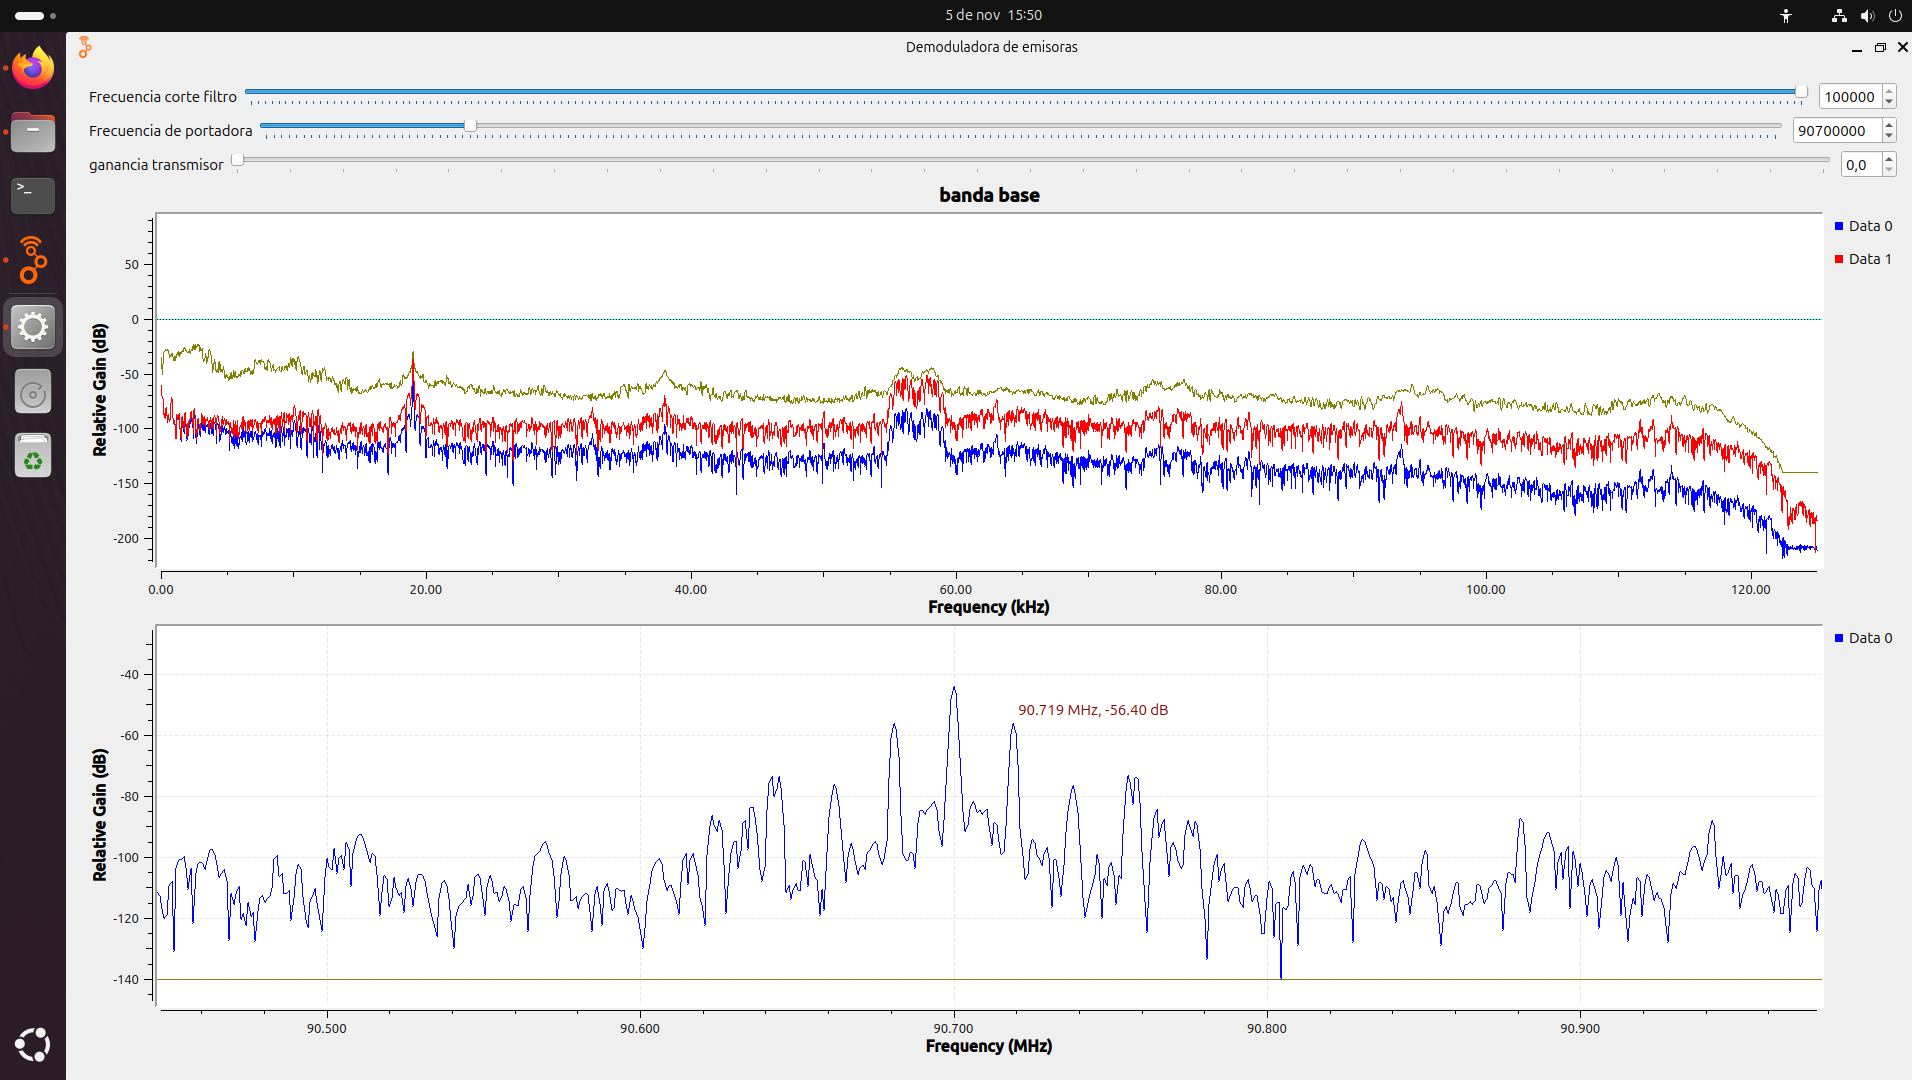 5 de nov 15:50
Demoduladora de emisoras
Frecuencia corte filtro 100000
Frecuencia de portadora 90700000
ganancia transmisor 0,0
banda base
Data 0
Data 1
Relative Gain (dB)
50
0
-50
-100
-150
-200
0.00 20.00 40.00 60.00 80.00 100.00 120.00
Frequency (kHz)
Data 0
90.719 MHz, -56.40 dB
Relative Gain (dB)
-40
-60
-80
-100
-120
-140
90.500 90.600 90.700 90.800 90.900
Frequency (MHz)